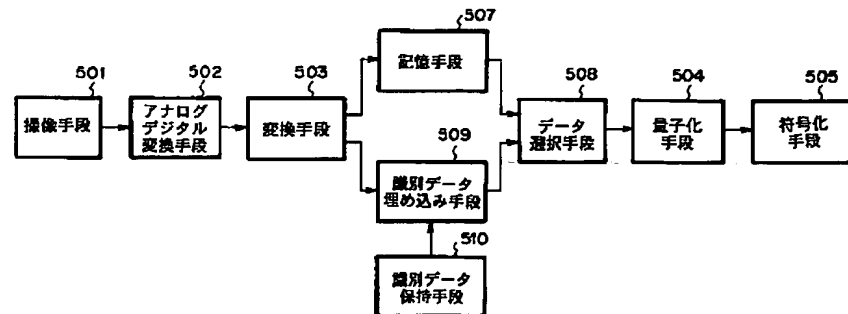 507
記憶手段
501
撮像手段
502
アナログ
デジタル
変換手段
503
変換手段
508
データ
選択手段
504
量子化
手段
505
符号化
手段
509
識別データ
埋め込み手段
510
識別データ
保持手段